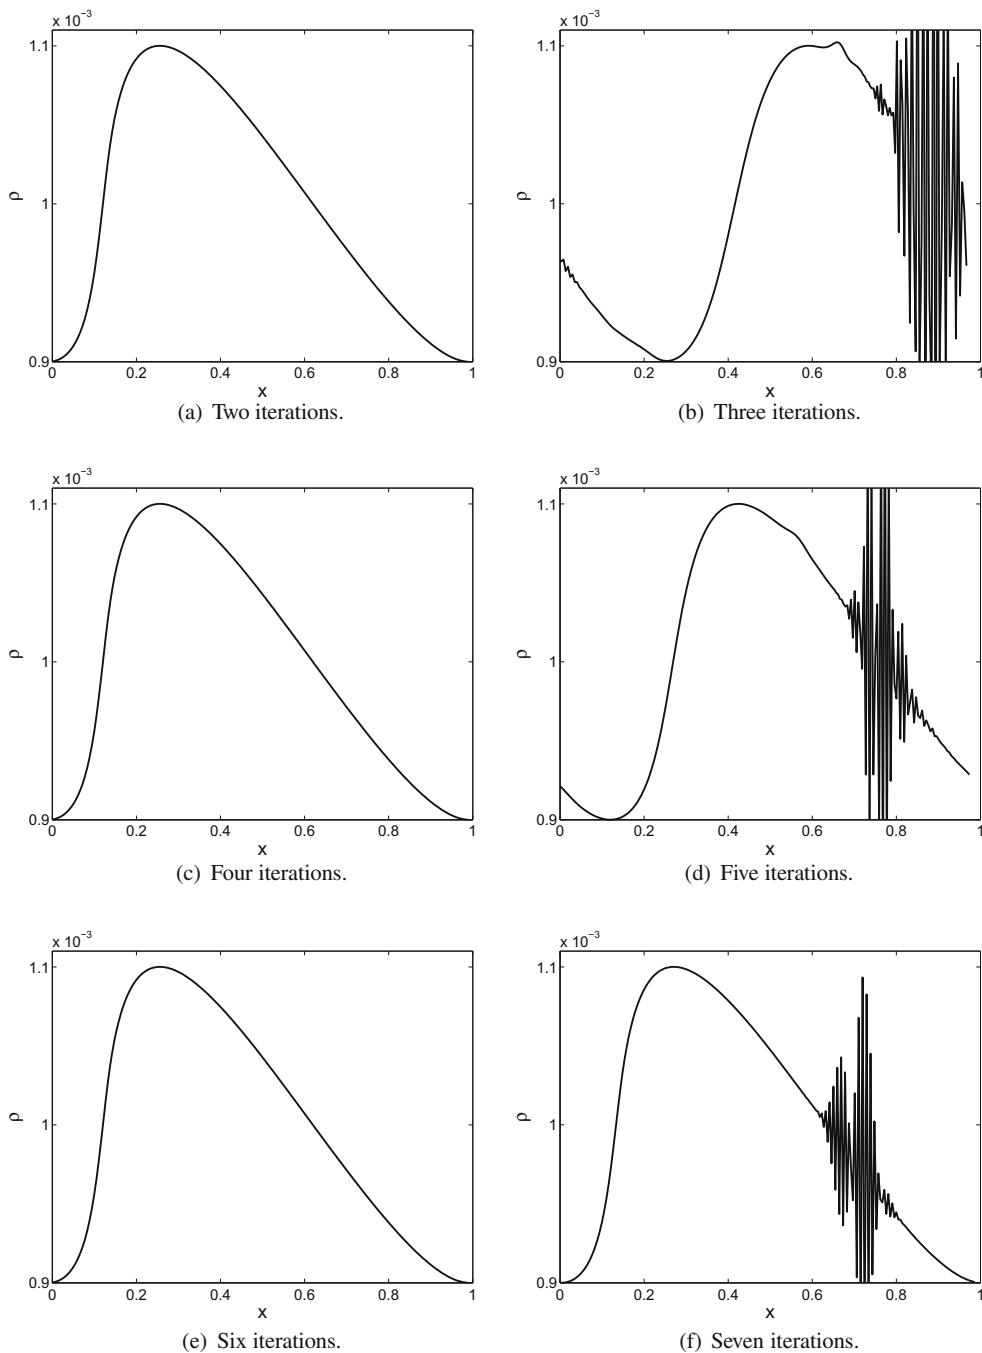 x 10⁻³
1.1
ρ
1
0.9
0 0.2 0.4 0.6 0.8 1
x
(a) Two iterations.
x 10⁻³
1.1
ρ
1
0.9
0 0.2 0.4 0.6 0.8 1
x
(b) Three iterations.
x 10⁻³
1.1
ρ
1
0.9
0 0.2 0.4 0.6 0.8 1
x
(c) Four iterations.
x 10⁻³
1.1
ρ
1
0.9
0 0.2 0.4 0.6 0.8 1
x
(d) Five iterations.
x 10⁻³
1.1
ρ
1
0.9
0 0.2 0.4 0.6 0.8 1
x
(e) Six iterations.
x 10⁻³
1.1
ρ
1
0.9
0 0.2 0.4 0.6 0.8 1
x
(f) Seven iterations.